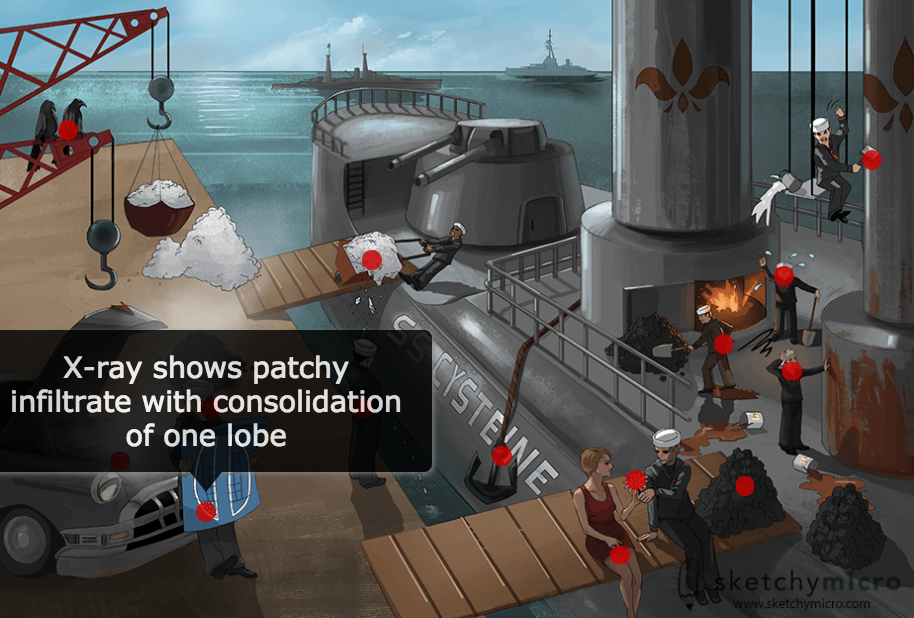 SS CYSTEINE
X-ray shows patchy
infiltrate with consolidation
of one lobe
sketchymicro
www.sketchymicro.com